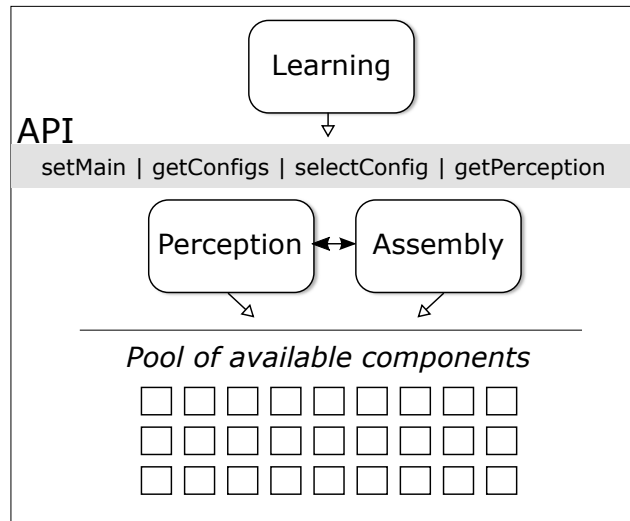 Learning
API
setMain | getConfigs | selectConfig | getPerception
Perception
Assembly
Pool of available components